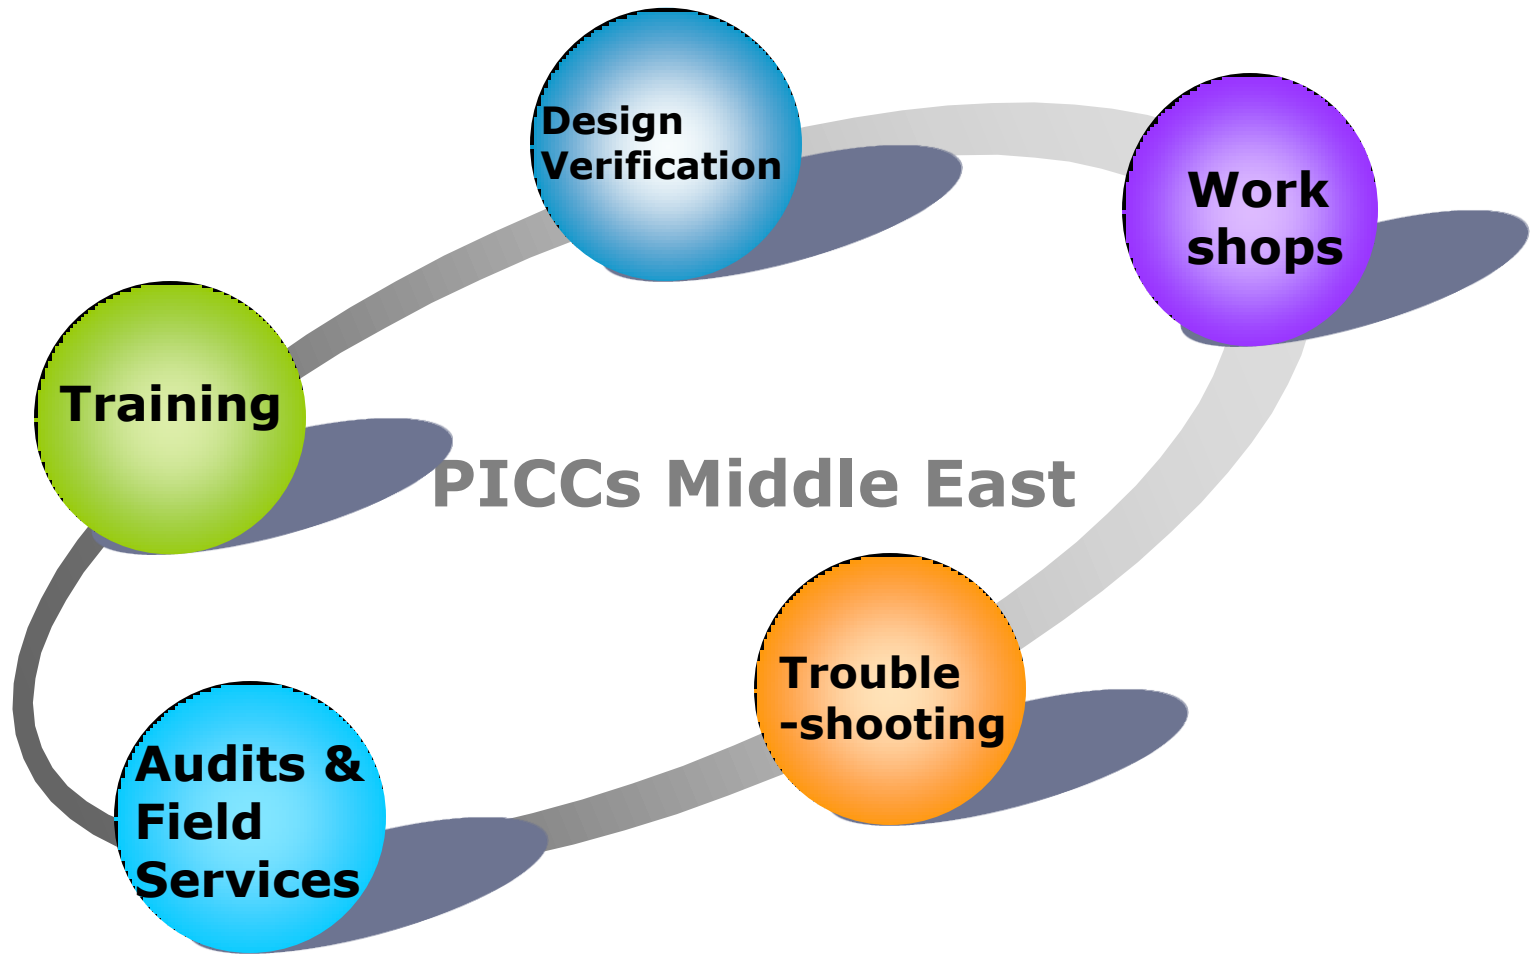 Design
Verification
Work
shops
Training
PICCs Middle East
Trouble
-shooting
Audits &
Field
Services